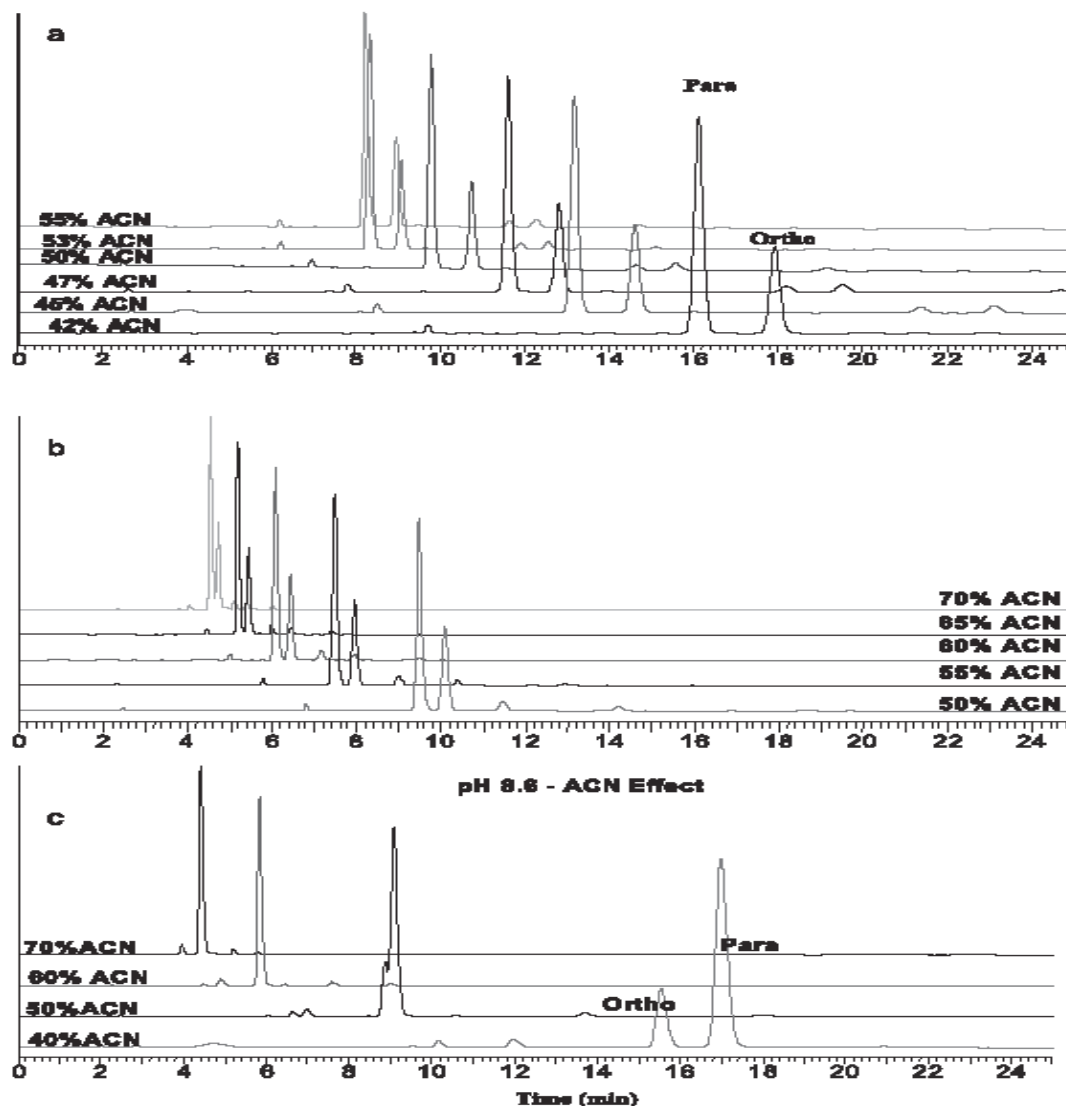 a
Para
55% ACN
53% ACN
50% ACN
47% ACN
45% ACN
42% ACN
Ortho
0 2 4 6 8 10 12 14 16 18 20 22 24
b
70% ACN
65% ACN
60% ACN
55% ACN
50% ACN
0 2 4 6 8 10 12 14 16 18 20 22 24
pH 8.6 - ACN Effect
c
70%ACN
60% ACN
50%ACN
40%ACN
Para
Ortho
0 2 4 6 8 10 12 14 16 18 20 22 24
Time (min)